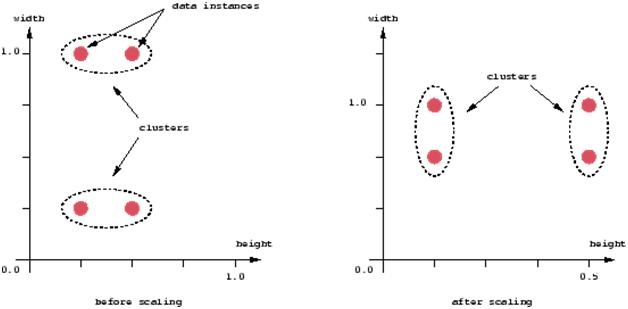 data instances
width
1.0
clusters
height
0.0
1.0
before scaling
width
clusters
1.0
height
0.0
0.5
after scaling